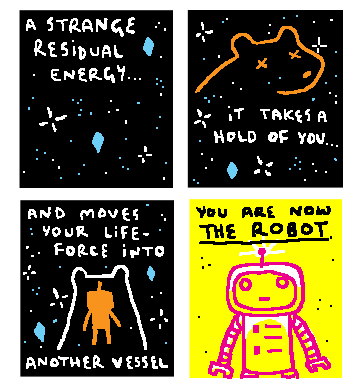 A STRANGE
RESIDUAL
ENERGY...
IT TAKES A
HOLD OF YOU...
AND MOVES
YOUR LIFE-
FORCE INTO
ANOTHER VESSEL
YOU ARE NOW
THE ROBOT